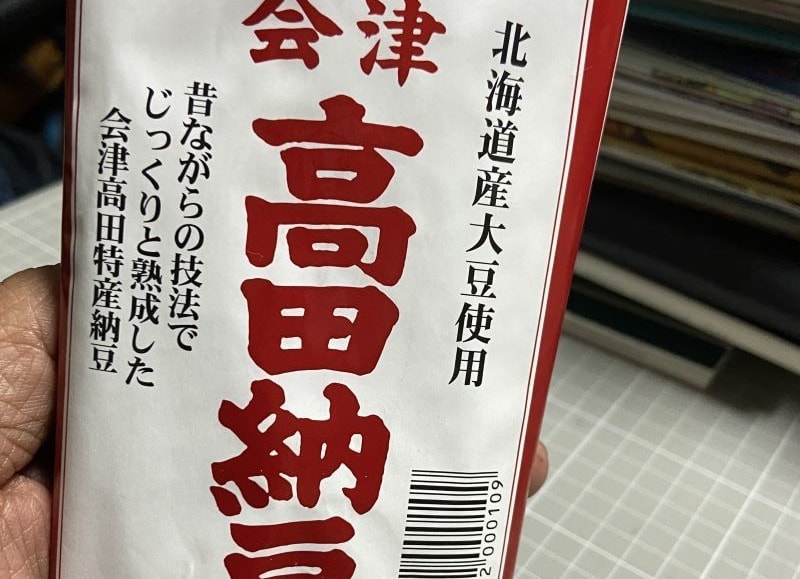 会津
北海道産大豆使用
高田納豆
昔ながらの技法で
じっくりと熟成した
会津高田特産納豆
2000109